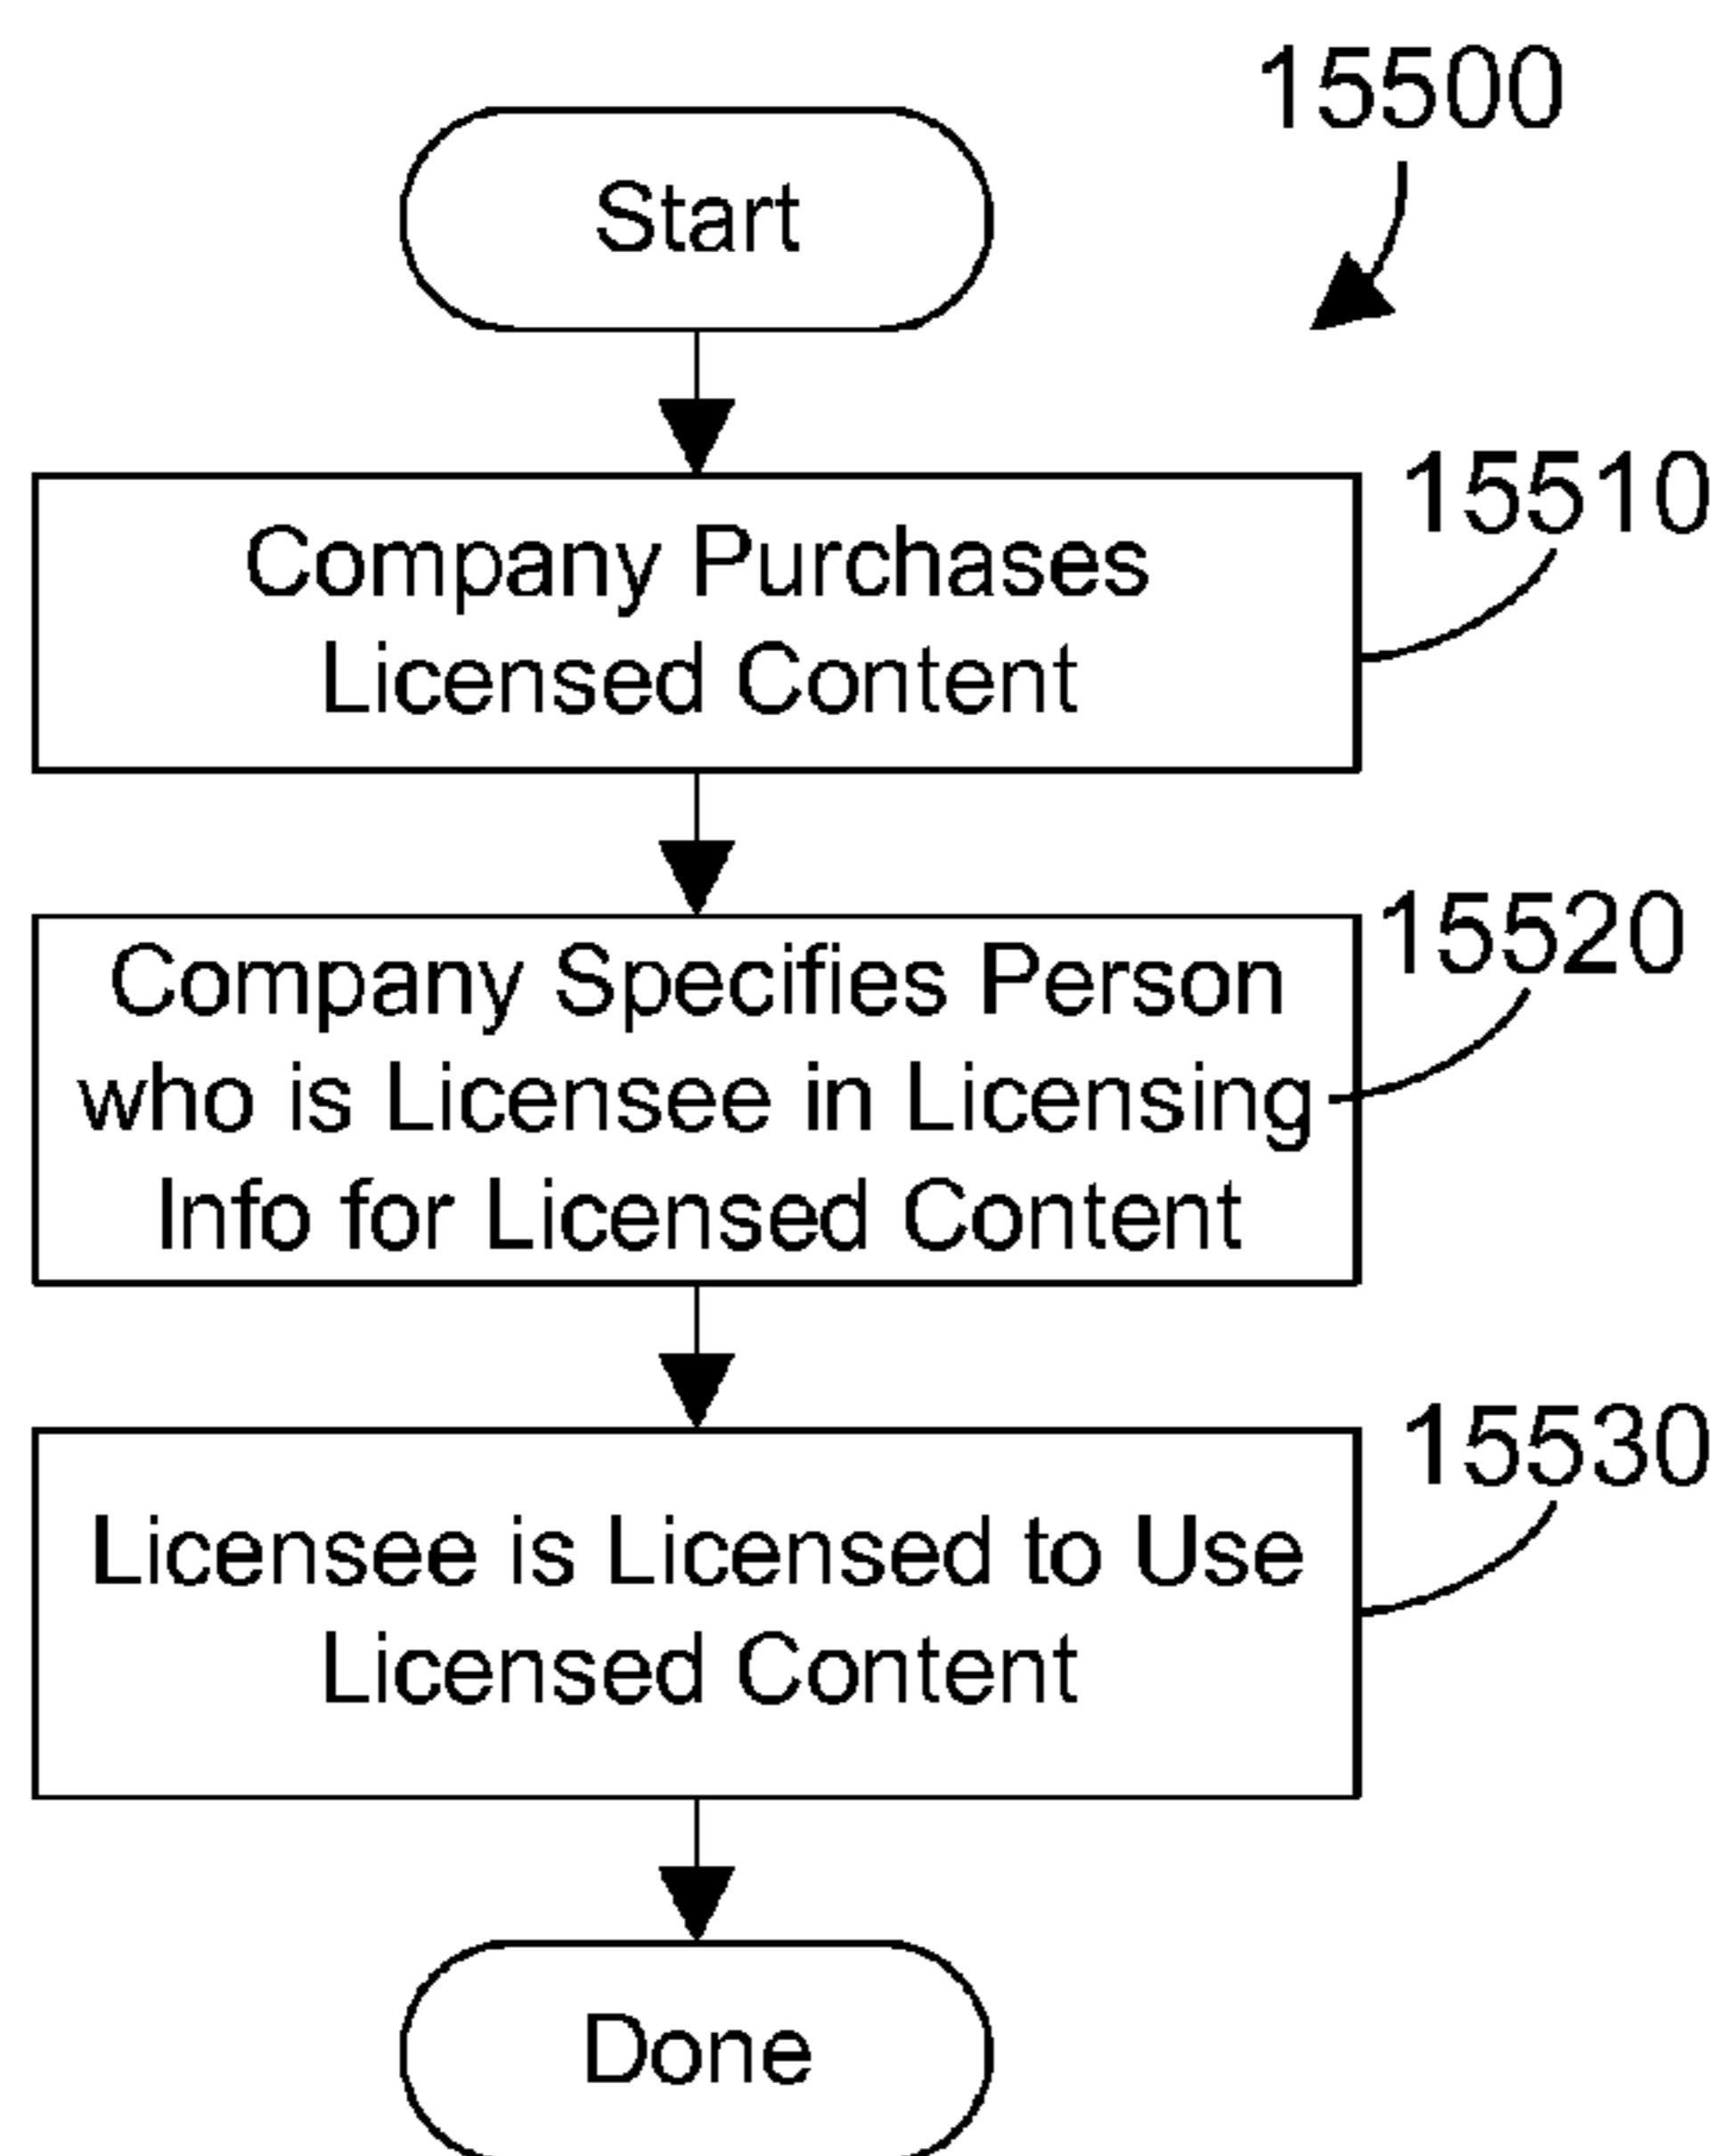 15500
Start
15510
Company Purchases
Licensed Content
15520
Company Specifies Person
who is Licensee in Licensing
Info for Licensed Content
15530
Licensee is Licensed to Use
Licensed Content
Done